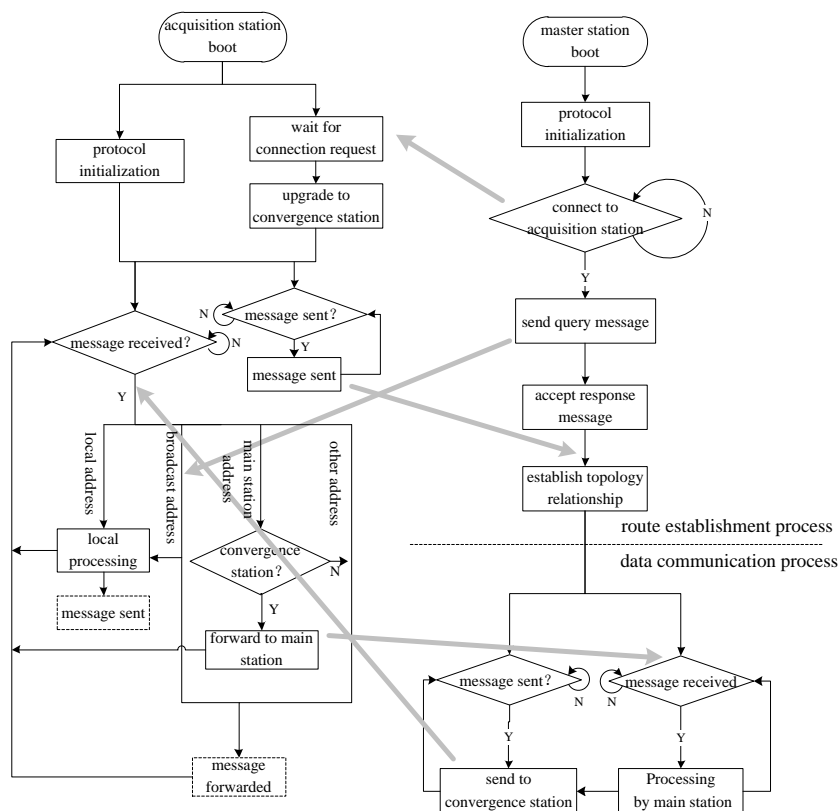 acquisition station
boot
master station
boot
protocol
initialization
wait for
connection request
protocol
initialization
upgrade to
convergence station
connect to
acquisition station
N
Y
message sent?
N
Y
message sent
message received?
N
Y
send query message
accept response
message
establish topology
relationship
local address
broadcast address
main station
address
other address
route establishment process
data communication process
local
processing
message sent
convergence
station?
N
Y
forward to main
station
message
forwarded
message sent?
N
Y
message received
N
Y
send to
convergence station
Processing
by main station